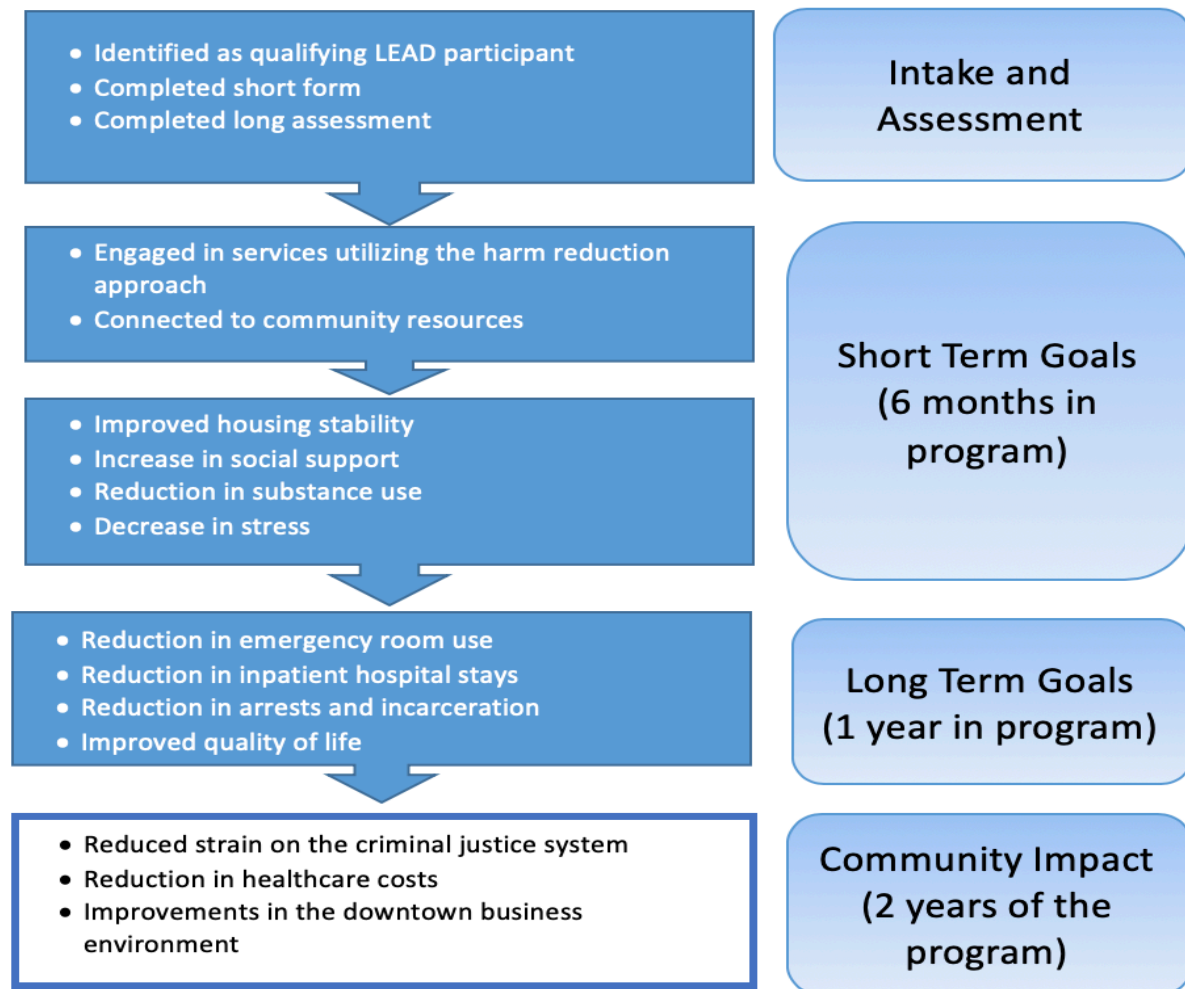 • Identified as qualifying LEAD participant
• Completed short form
• Completed long assessment
Intake and
Assessment
• Engaged in services utilizing the harm reduction
approach
• Connected to community resources
• Improved housing stability
• Increase in social support
• Reduction in substance use
• Decrease in stress
Short Term Goals
(6 months in
program)
• Reduction in emergency room use
• Reduction in inpatient hospital stays
• Reduction in arrests and incarceration
• Improved quality of life
Long Term Goals
(1 year in program)
• Reduced strain on the criminal justice system
• Reduction in healthcare costs
• Improvements in the downtown business
environment
Community Impact
(2 years of the
program)